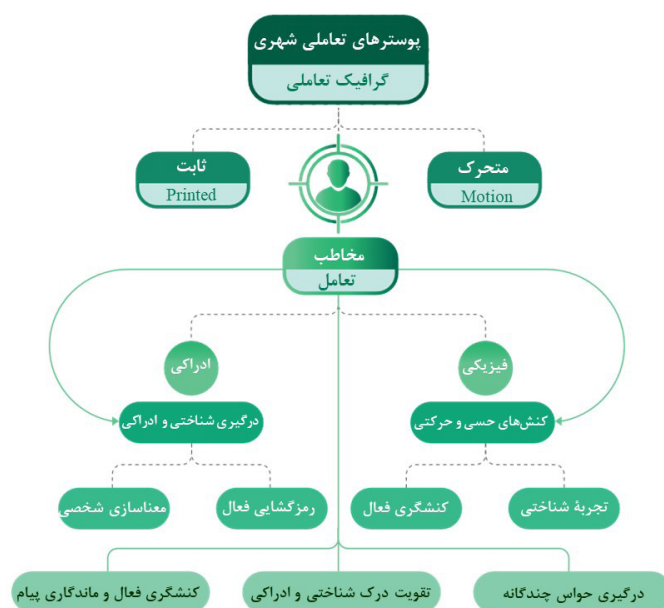 پوسترهای تعاملی شهری
گرافیک تعاملی
متحرک
Motion
ثابت
Printed
مخاطب
تعامل
فیزیکی
ادراکی
کنش‌های حسی و حرکتی
درگیری شناختی و ادراکی
تجربهٔ شناختی
کنشگری فعال
رمزگشایی فعال
معناسازی شخصی
درگیری حواس چندگانه
تقویت درک شناختی و ادراکی
کنشگری فعال و ماندگاری پیام